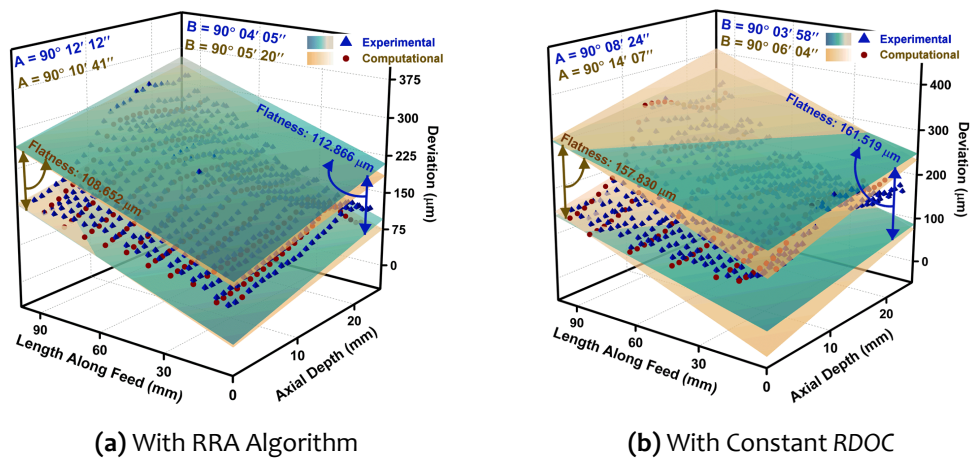 A = 90° 12′ 12′′
A = 90° 10′ 41′′
B = 90° 04′ 05′′
B = 90° 05′ 20′′
Experimental
Computational
Flatness: 112.866 μm
Flatness: 108.652 μm
375
300
225
150
75
0
Deviation (μm)
90
60
30
0
Length Along Feed (mm)
10
20
Axial Depth (mm)
(a) With RRA Algorithm
A = 90° 08′ 24′′
A = 90° 14′ 07′′
B = 90° 03′ 58′′
B = 90° 06′ 04′′
Experimental
Computational
Flatness: 161.519 μm
Flatness: 157.830 μm
400
300
200
100
0
Deviation (μm)
90
60
30
0
Length Along Feed (mm)
10
20
Axial Depth (mm)
(b) With Constant RDOC